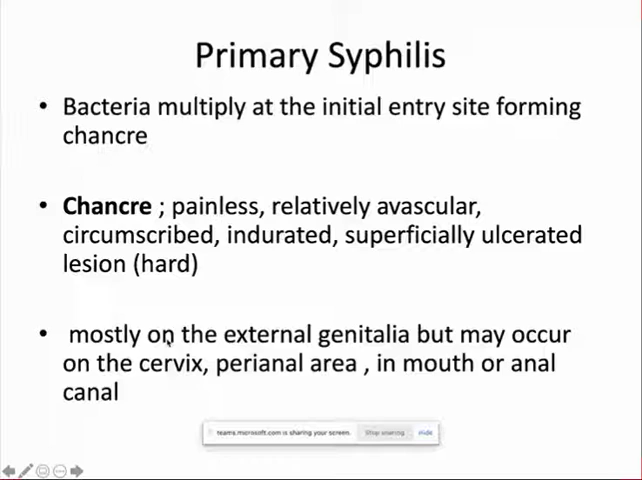 Primary Syphilis
• Bacteria multiply at the initial entry site forming
chancre
• Chancre ; painless, relatively avascular,
circumscribed, indurated, superficially ulcerated
lesion (hard)
• mostly on the external genitalia but may occur
on the cervix, perianal area , in mouth or anal
canal
teams.microsoft.com is sharing your screen. Stop sharing Hide